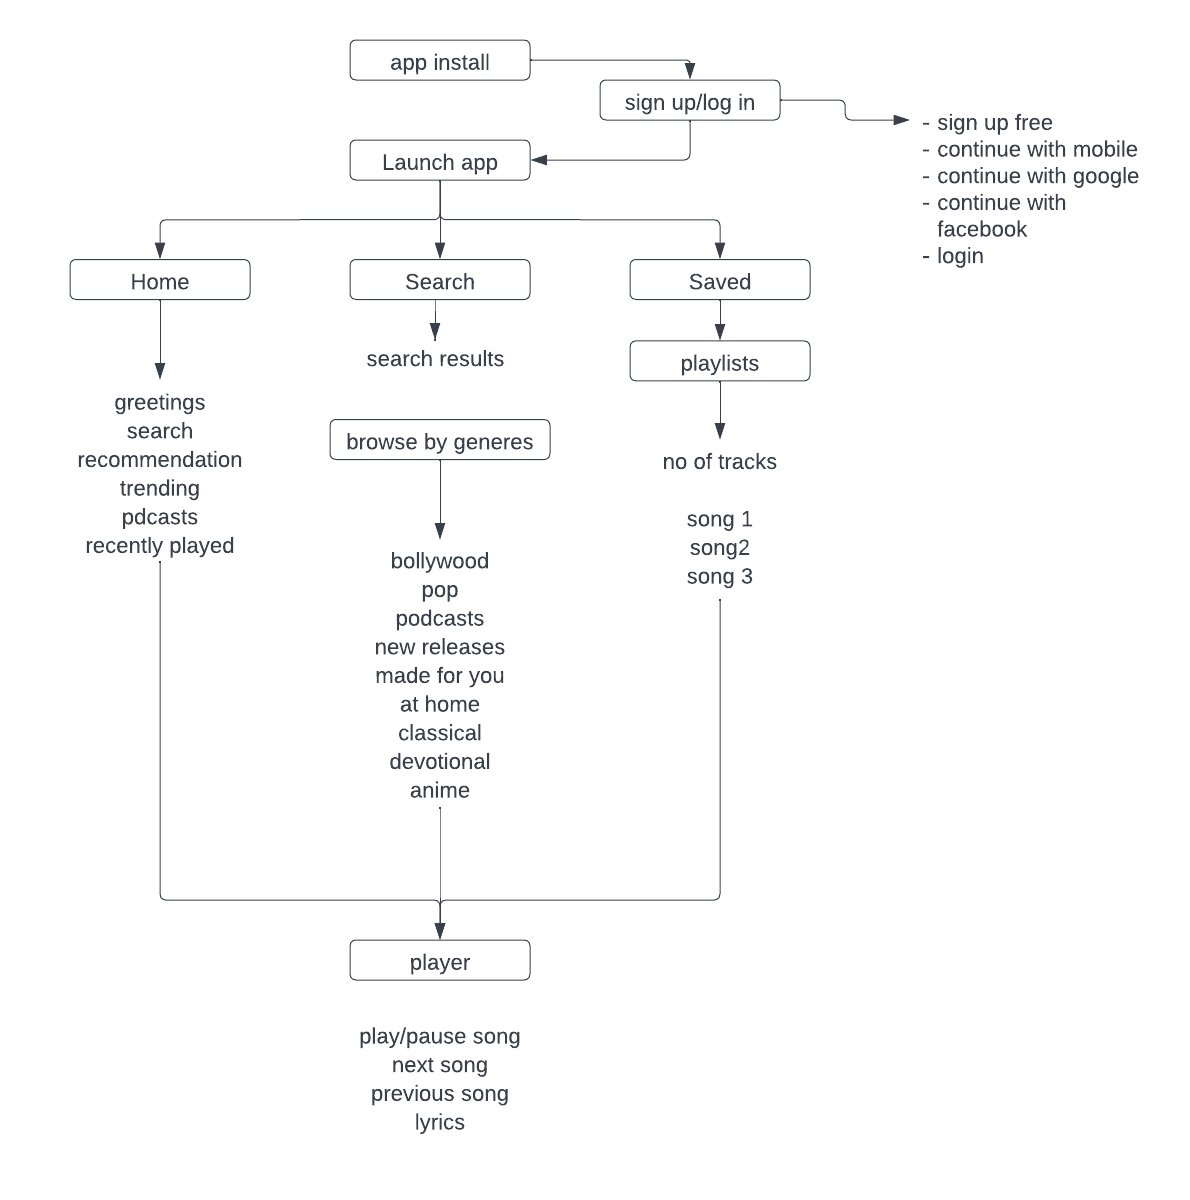 app install
sign up/log in
- sign up free
- continue with mobile
- continue with google
- continue with
facebook
- login
Launch app
Home
Search
Saved
search results
playlists
greetings
search
recommendation
trending
pdcasts
recently played
browse by generes
no of tracks
song 1
song2
song 3
bollywood
pop
podcasts
new releases
made for you
at home
classical
devotional
anime
player
play/pause song
next song
previous song
lyrics